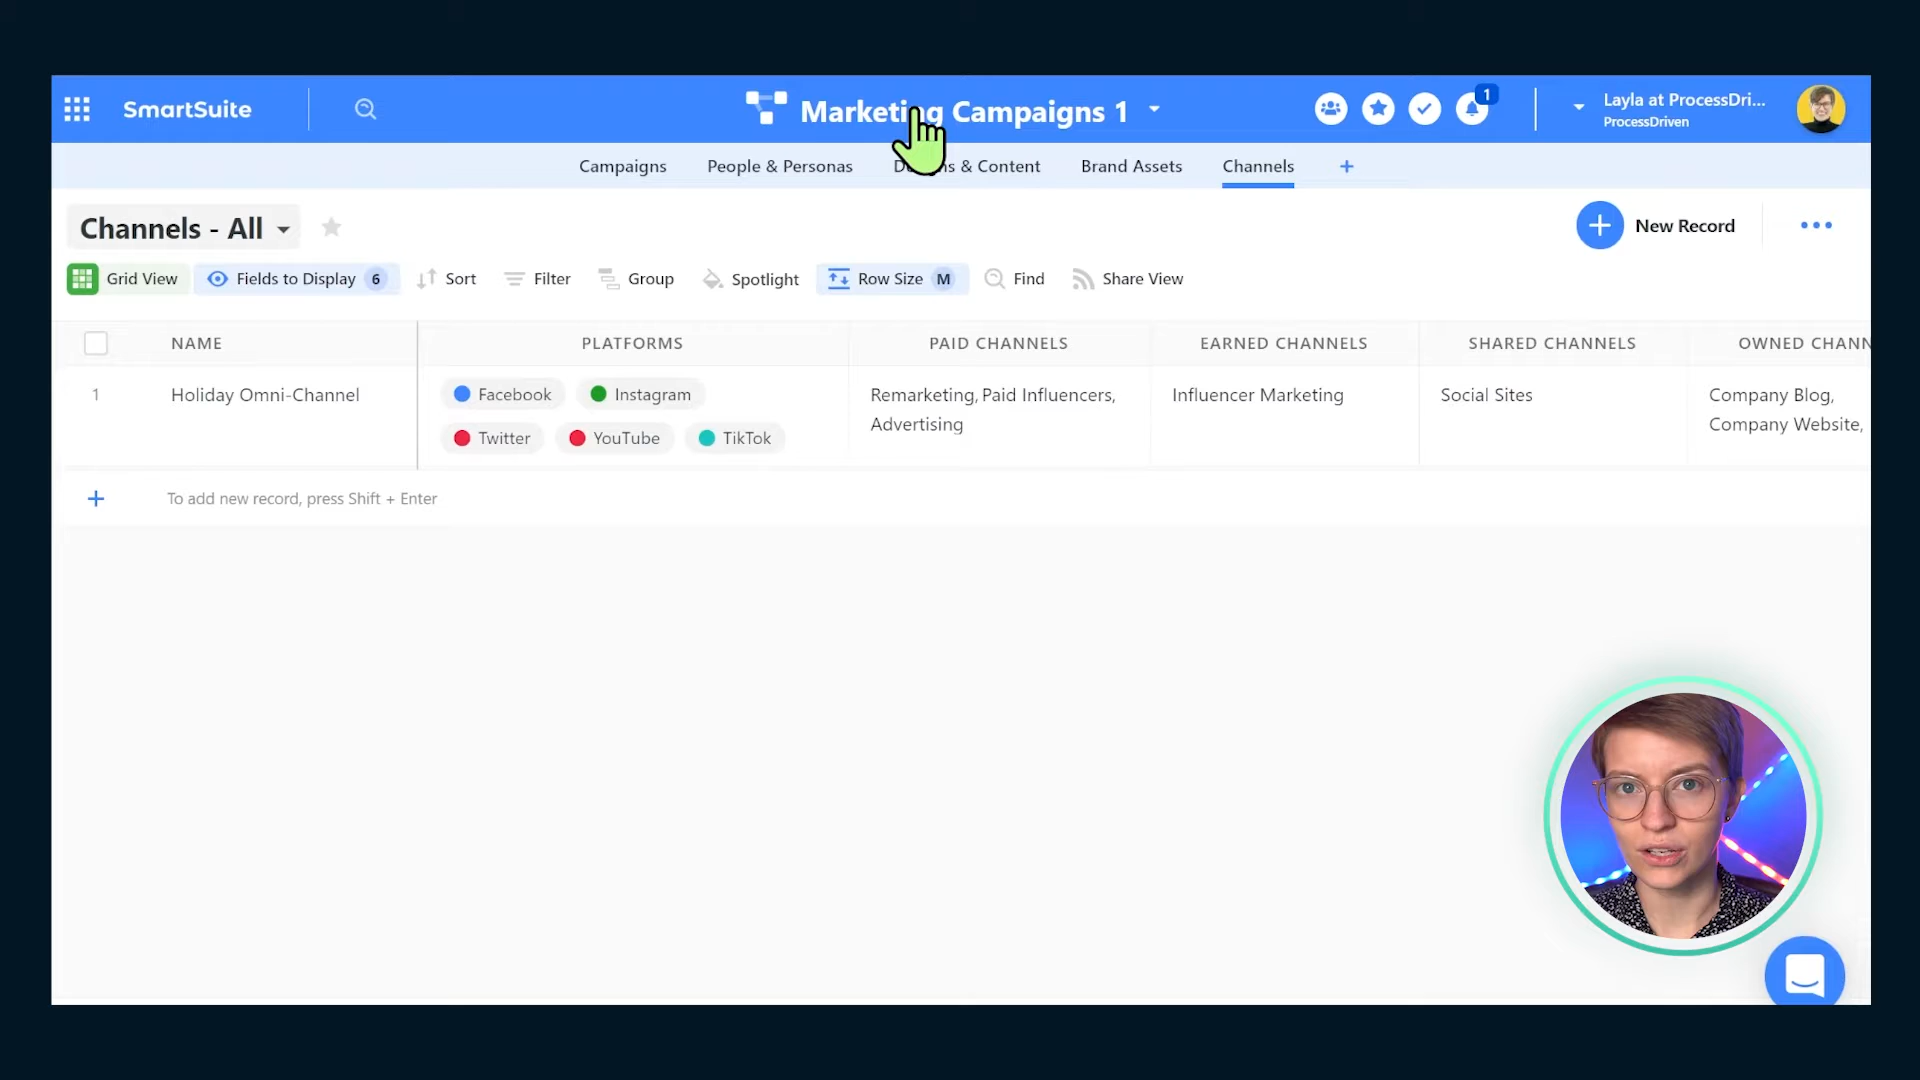 SmartSuite
Marketing Campaigns 1
1
Layla at ProcessDri...
ProcessDriven
Campaigns
People & Personas
& Content
Brand Assets
Channels
+
Channels - All
New Record
Grid View
Fields to Display 6
Sort
Filter
Group
Spotlight
Row Size M
Find
Share View
NAME
PLATFORMS
PAID CHANNELS
EARNED CHANNELS
SHARED CHANNELS
OWNED CHANN
1
Holiday Omni-Channel
Facebook
Instagram
Twitter
YouTube
TikTok
Remarketing, Paid Influencers,
Advertising
Influencer Marketing
Social Sites
Company Blog,
Company Website,
+
To add new record, press Shift + Enter